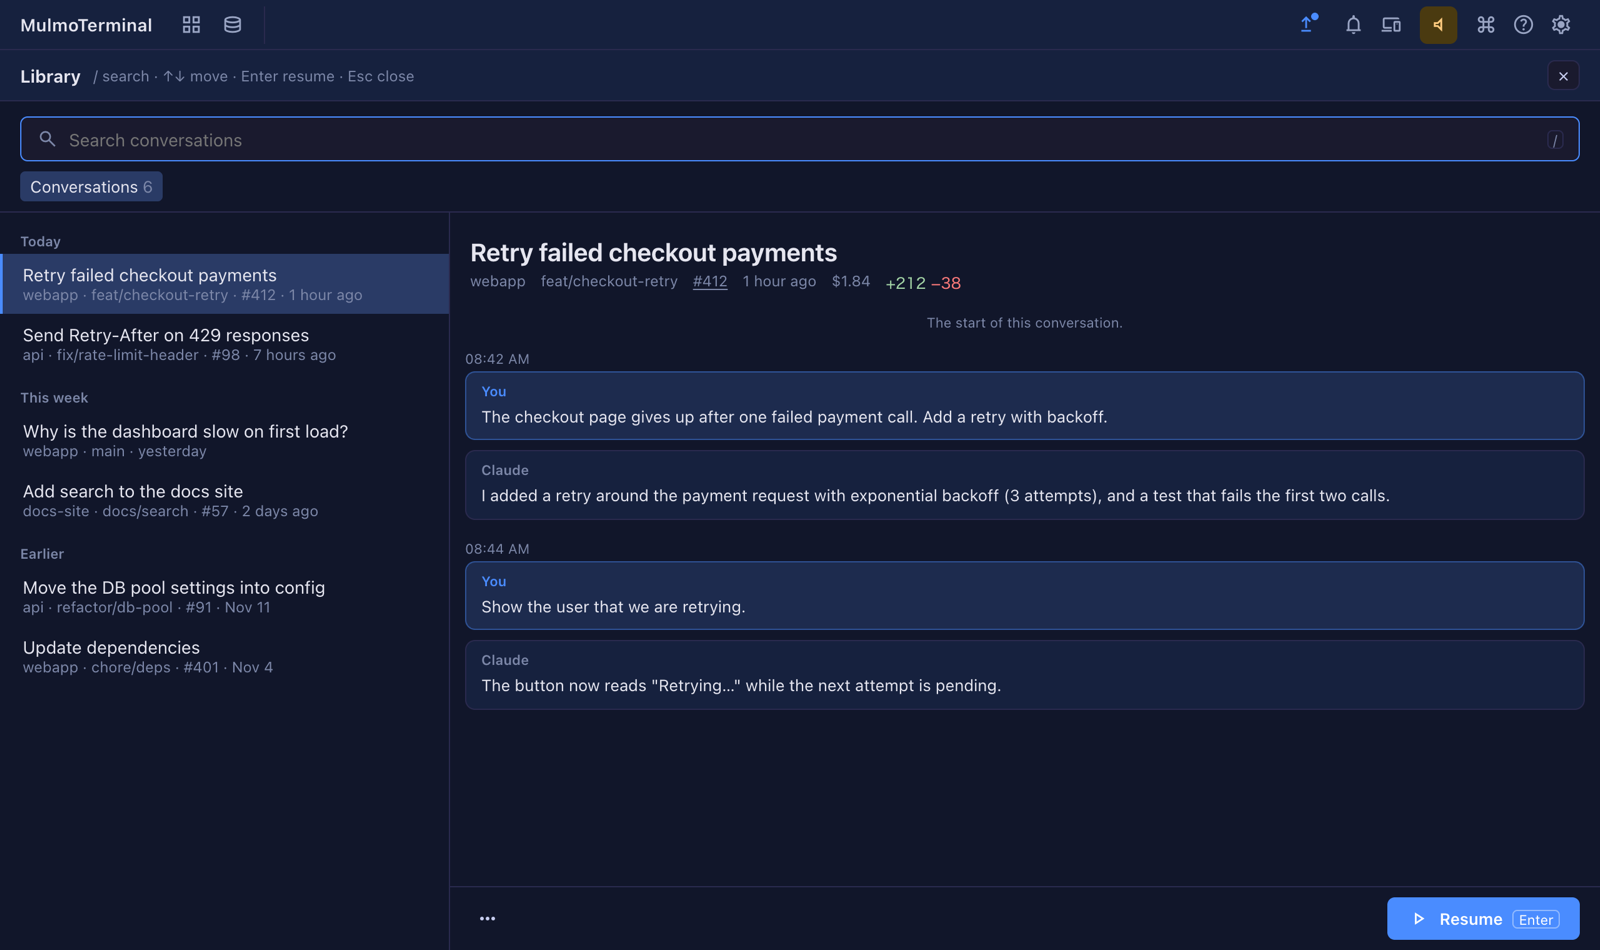 MulmoTerminal
Library / search · ↑↓ move · Enter resume · Esc close
Search conversations /
Conversations 6
Today
Retry failed checkout payments
webapp · feat/checkout-retry · #412 · 1 hour ago
Send Retry-After on 429 responses
api · fix/rate-limit-header · #98 · 7 hours ago
This week
Why is the dashboard slow on first load?
webapp · main · yesterday
Add search to the docs site
docs-site · docs/search · #57 · 2 days ago
Earlier
Move the DB pool settings into config
api · refactor/db-pool · #91 · Nov 11
Update dependencies
webapp · chore/deps · #401 · Nov 4
Retry failed checkout payments
webapp feat/checkout-retry #412 1 hour ago $1.84 +212 −38
The start of this conversation.
08:42 AM
You
The checkout page gives up after one failed payment call. Add a retry with backoff.
Claude
I added a retry around the payment request with exponential backoff (3 attempts), and a test that fails the first two calls.
08:44 AM
You
Show the user that we are retrying.
Claude
The button now reads "Retrying…" while the next attempt is pending.
Resume Enter